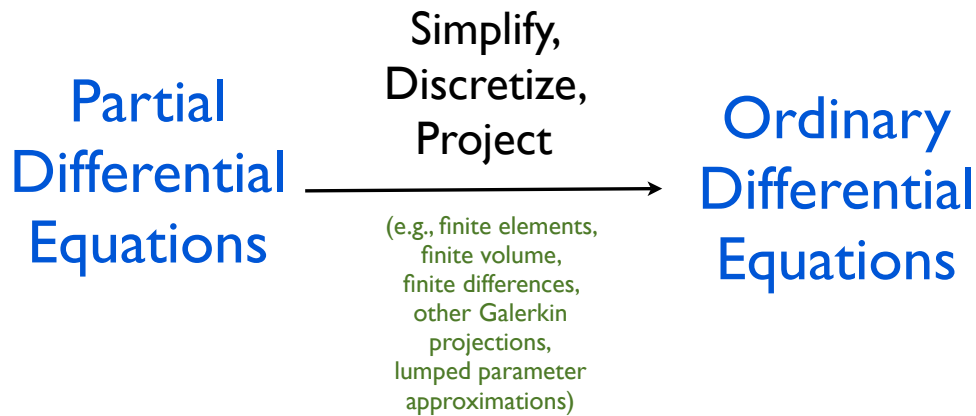 Partial
Differential
Equations
Simplify,
Discretize,
Project
(e.g., finite elements,
finite volume,
finite differences,
other Galerkin
projections,
lumped parameter
approximations)
Ordinary
Differential
Equations